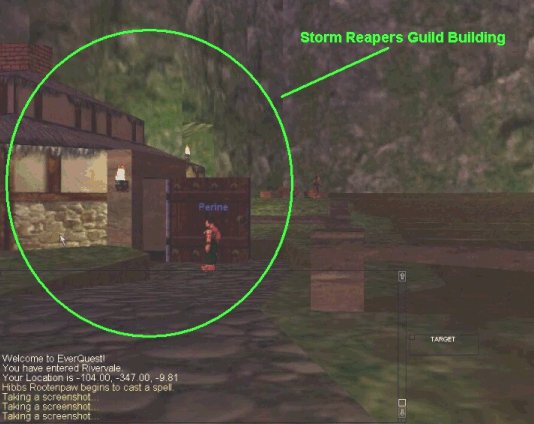 Storm Reapers Guild Building
Perine
TARGET
Welcome to EverQuest!
You have entered Rivervale.
Your Location is -104.00, -347.00, -9.81
Hibbs Rootenpaw begins to cast a spell.
Taking a screenshot...
Taking a screenshot...
Taking a screenshot...